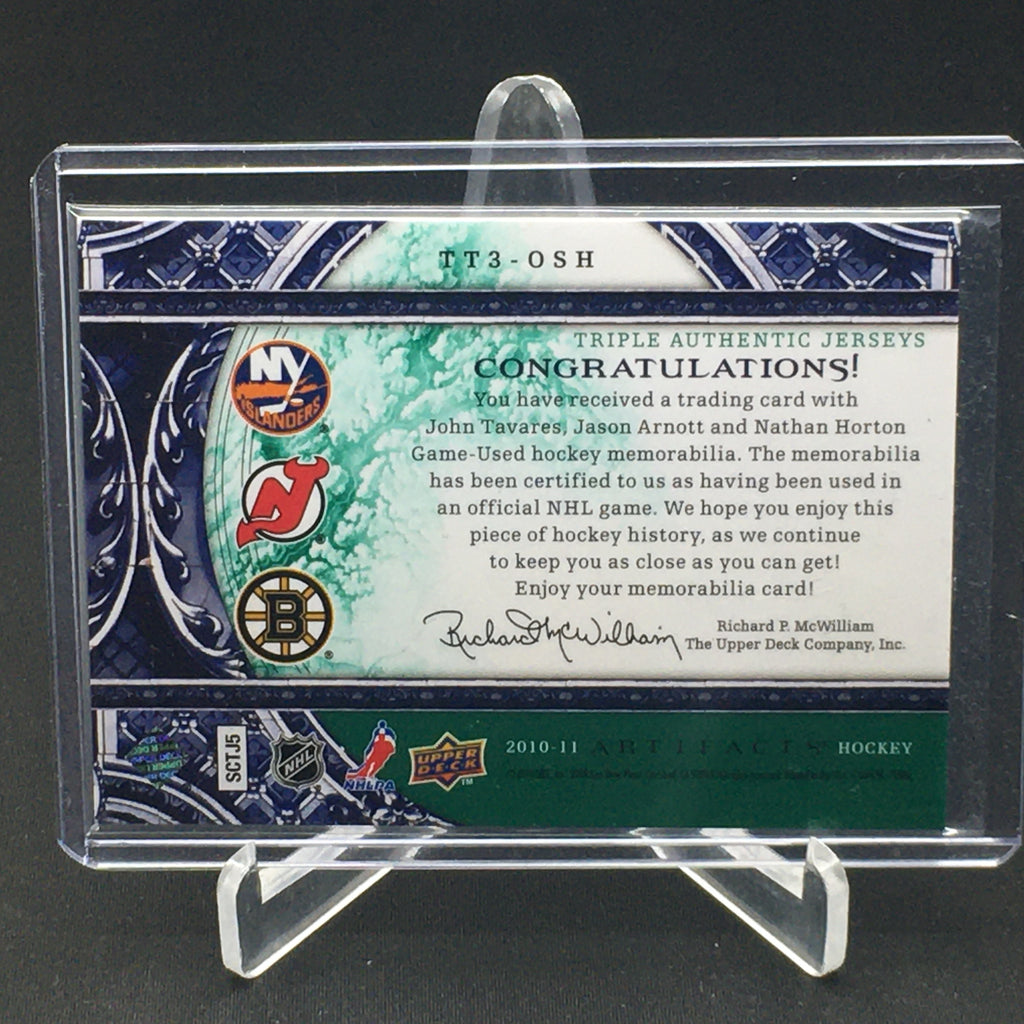 TT3-OSH
TRIPLE AUTHENTIC JERSEYS
CONGRATULATIONS!
You have received a trading card with
John Tavares, Jason Arnott and Nathan Horton
Game-Used hockey memorabilia. The memorabilia
has been certified to us as having been used in
an official NHL game. We hope you enjoy this
piece of hockey history, as we continue
to keep you as close as you can get!
Enjoy your memorabilia card!
NY
ISLANDERS
B
Richard McWilliam
Richard P. McWilliam
The Upper Deck Company, Inc.
SCTJ5
NHL
NHLPA
UPPER
DECK
TM
2010-11 ARTIFACTS HOCKEY